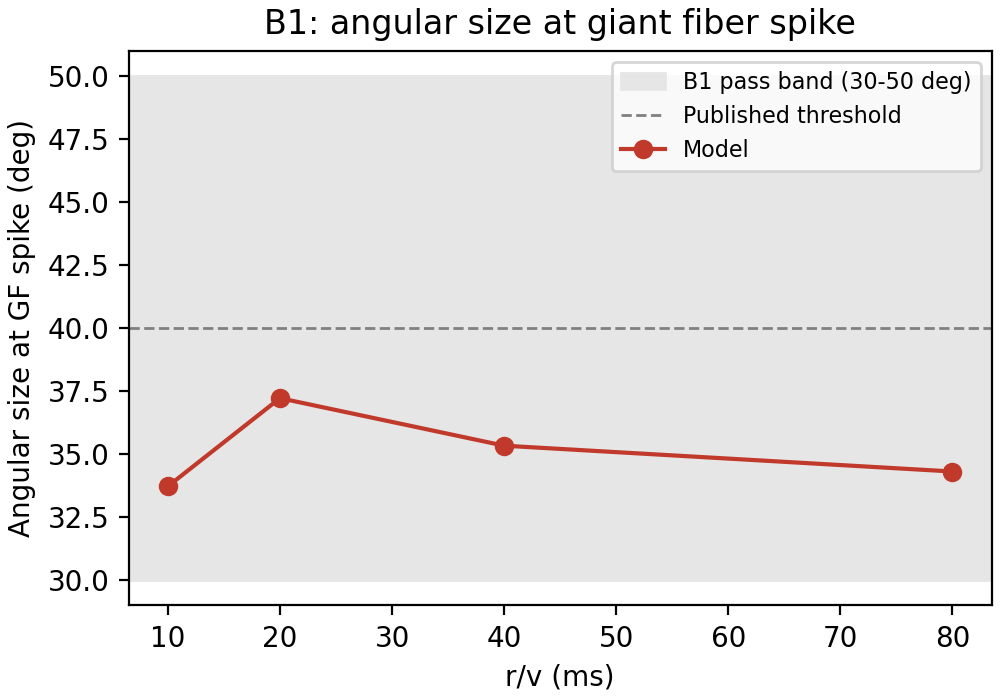 B1: angular size at giant fiber spike
B1 pass band (30-50 deg)
Published threshold
Model
Angular size at GF spike (deg)
50.0
47.5
45.0
42.5
40.0
37.5
35.0
32.5
30.0
10 20 30 40 50 60 70 80
r/v (ms)